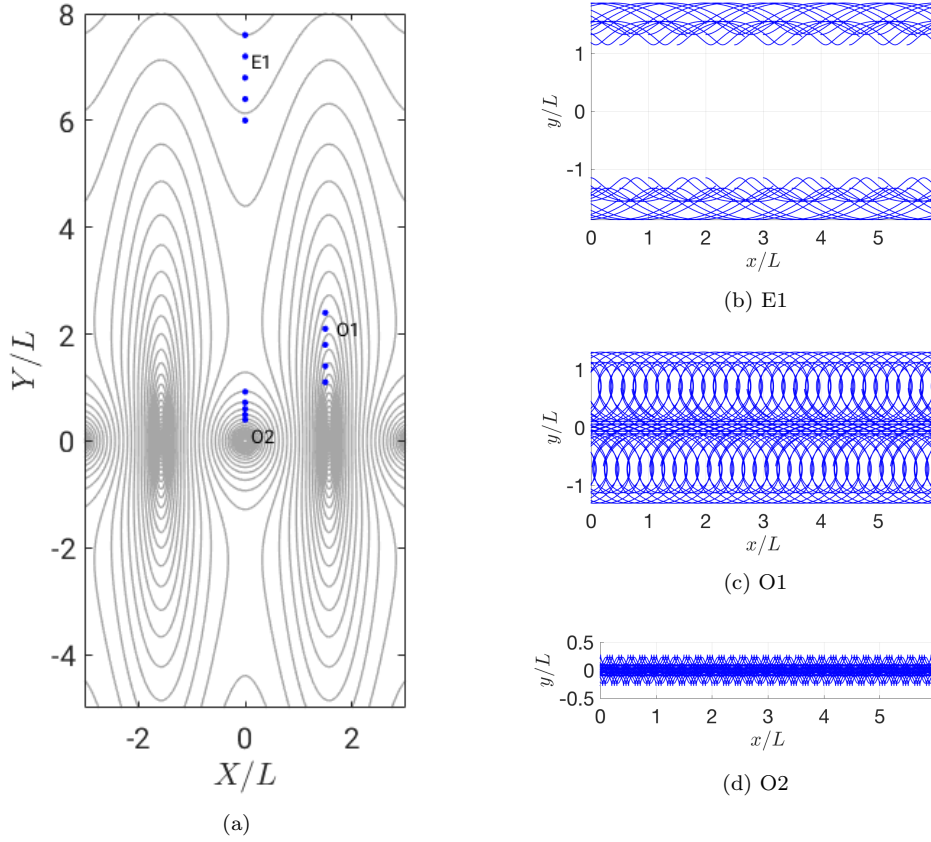 8
6
4
2
0
-2
-4
Y/L
E1
O1
O2
-2 0 2
X/L
(a)
1
0
-1
y/L
0 1 2 3 4 5
x/L
(b) E1
1
0
-1
y/L
0 1 2 3 4 5
x/L
(c) O1
0.5
0
-0.5
y/L
0 1 2 3 4 5
x/L
(d) O2